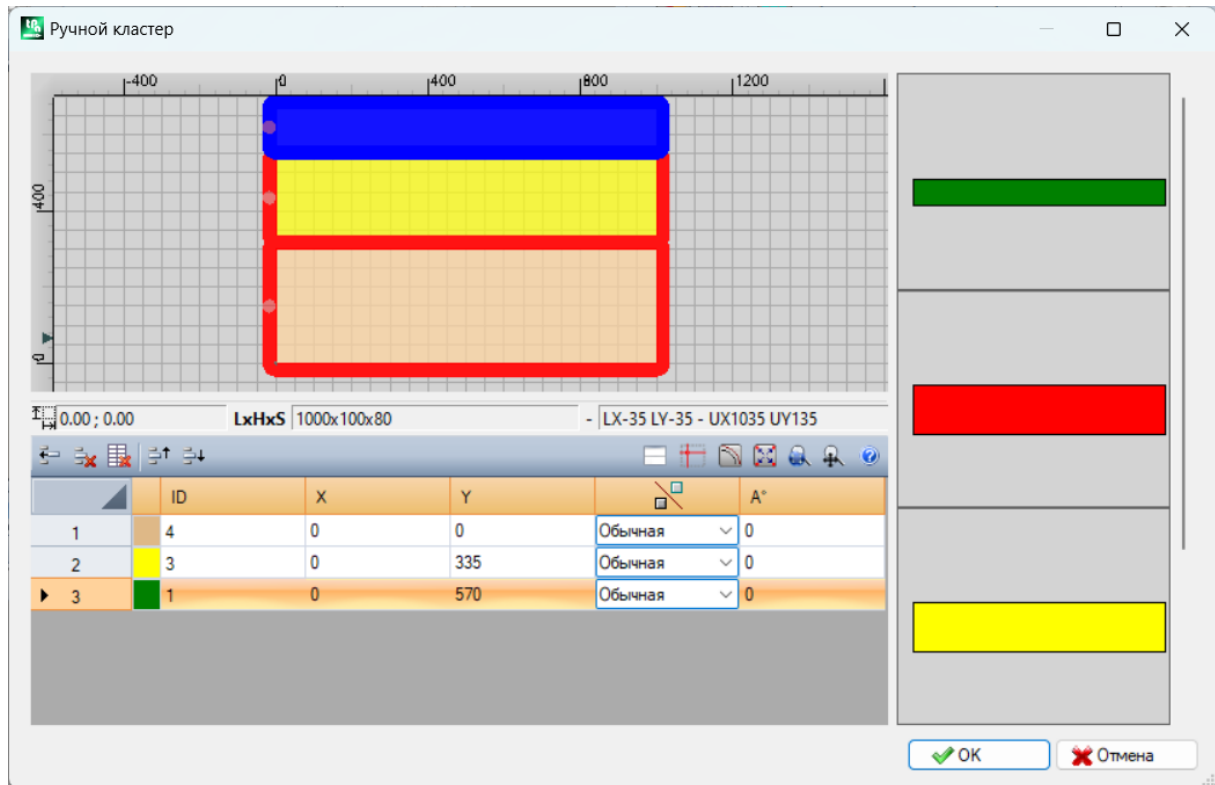 Ручной кластер
-400 0 400 800 1200
400
0
0.00 ; 0.00 LxHxS 1000x100x80 - LX-35 LY-35 - UX1035 UY135
ID X Y A°
1 4 0 0 Обычная 0
2 3 0 335 Обычная 0
3 1 0 570 Обычная 0
OK Отмена